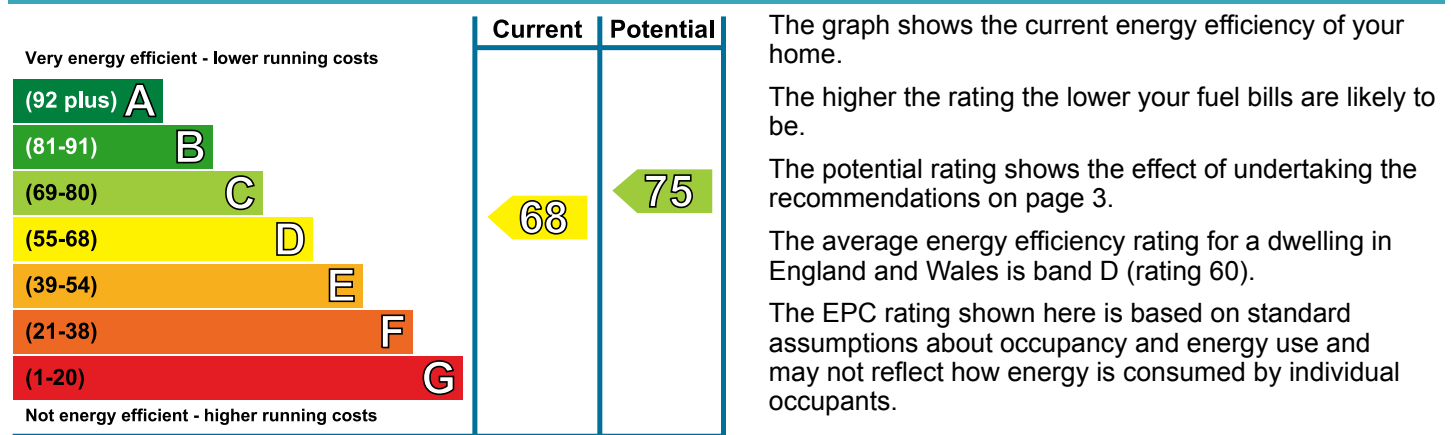 Current Potential
Very energy efficient - lower running costs
(92 plus) A
(81-91) B
(69-80) C
(55-68) D
(39-54) E
(21-38) F
(1-20) G
Not energy efficient - higher running costs
68
75
The graph shows the current energy efficiency of your
home.
The higher the rating the lower your fuel bills are likely to
be.
The potential rating shows the effect of undertaking the
recommendations on page 3.
The average energy efficiency rating for a dwelling in
England and Wales is band D (rating 60).
The EPC rating shown here is based on standard
assumptions about occupancy and energy use and
may not reflect how energy is consumed by individual
occupants.